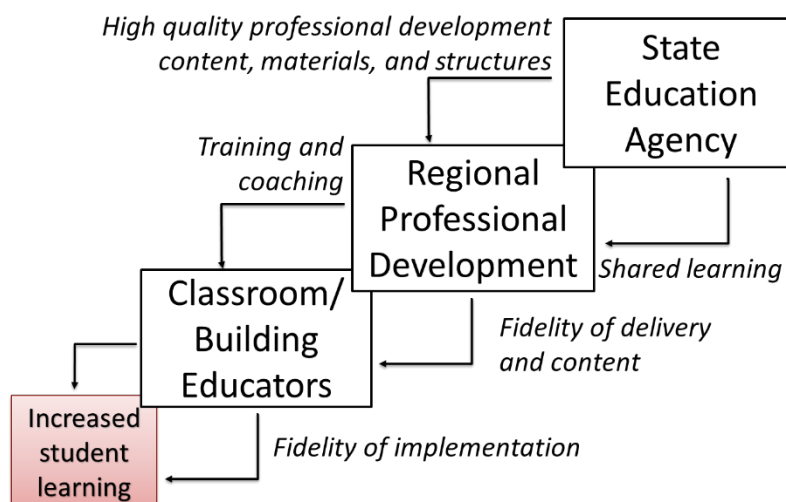 High quality professional development
content, materials, and structures
State
Education
Agency
Training and
coaching
Regional
Professional
Development
Shared learning
Classroom/
Building
Educators
Fidelity of delivery
and content
Increased
student
learning
Fidelity of implementation